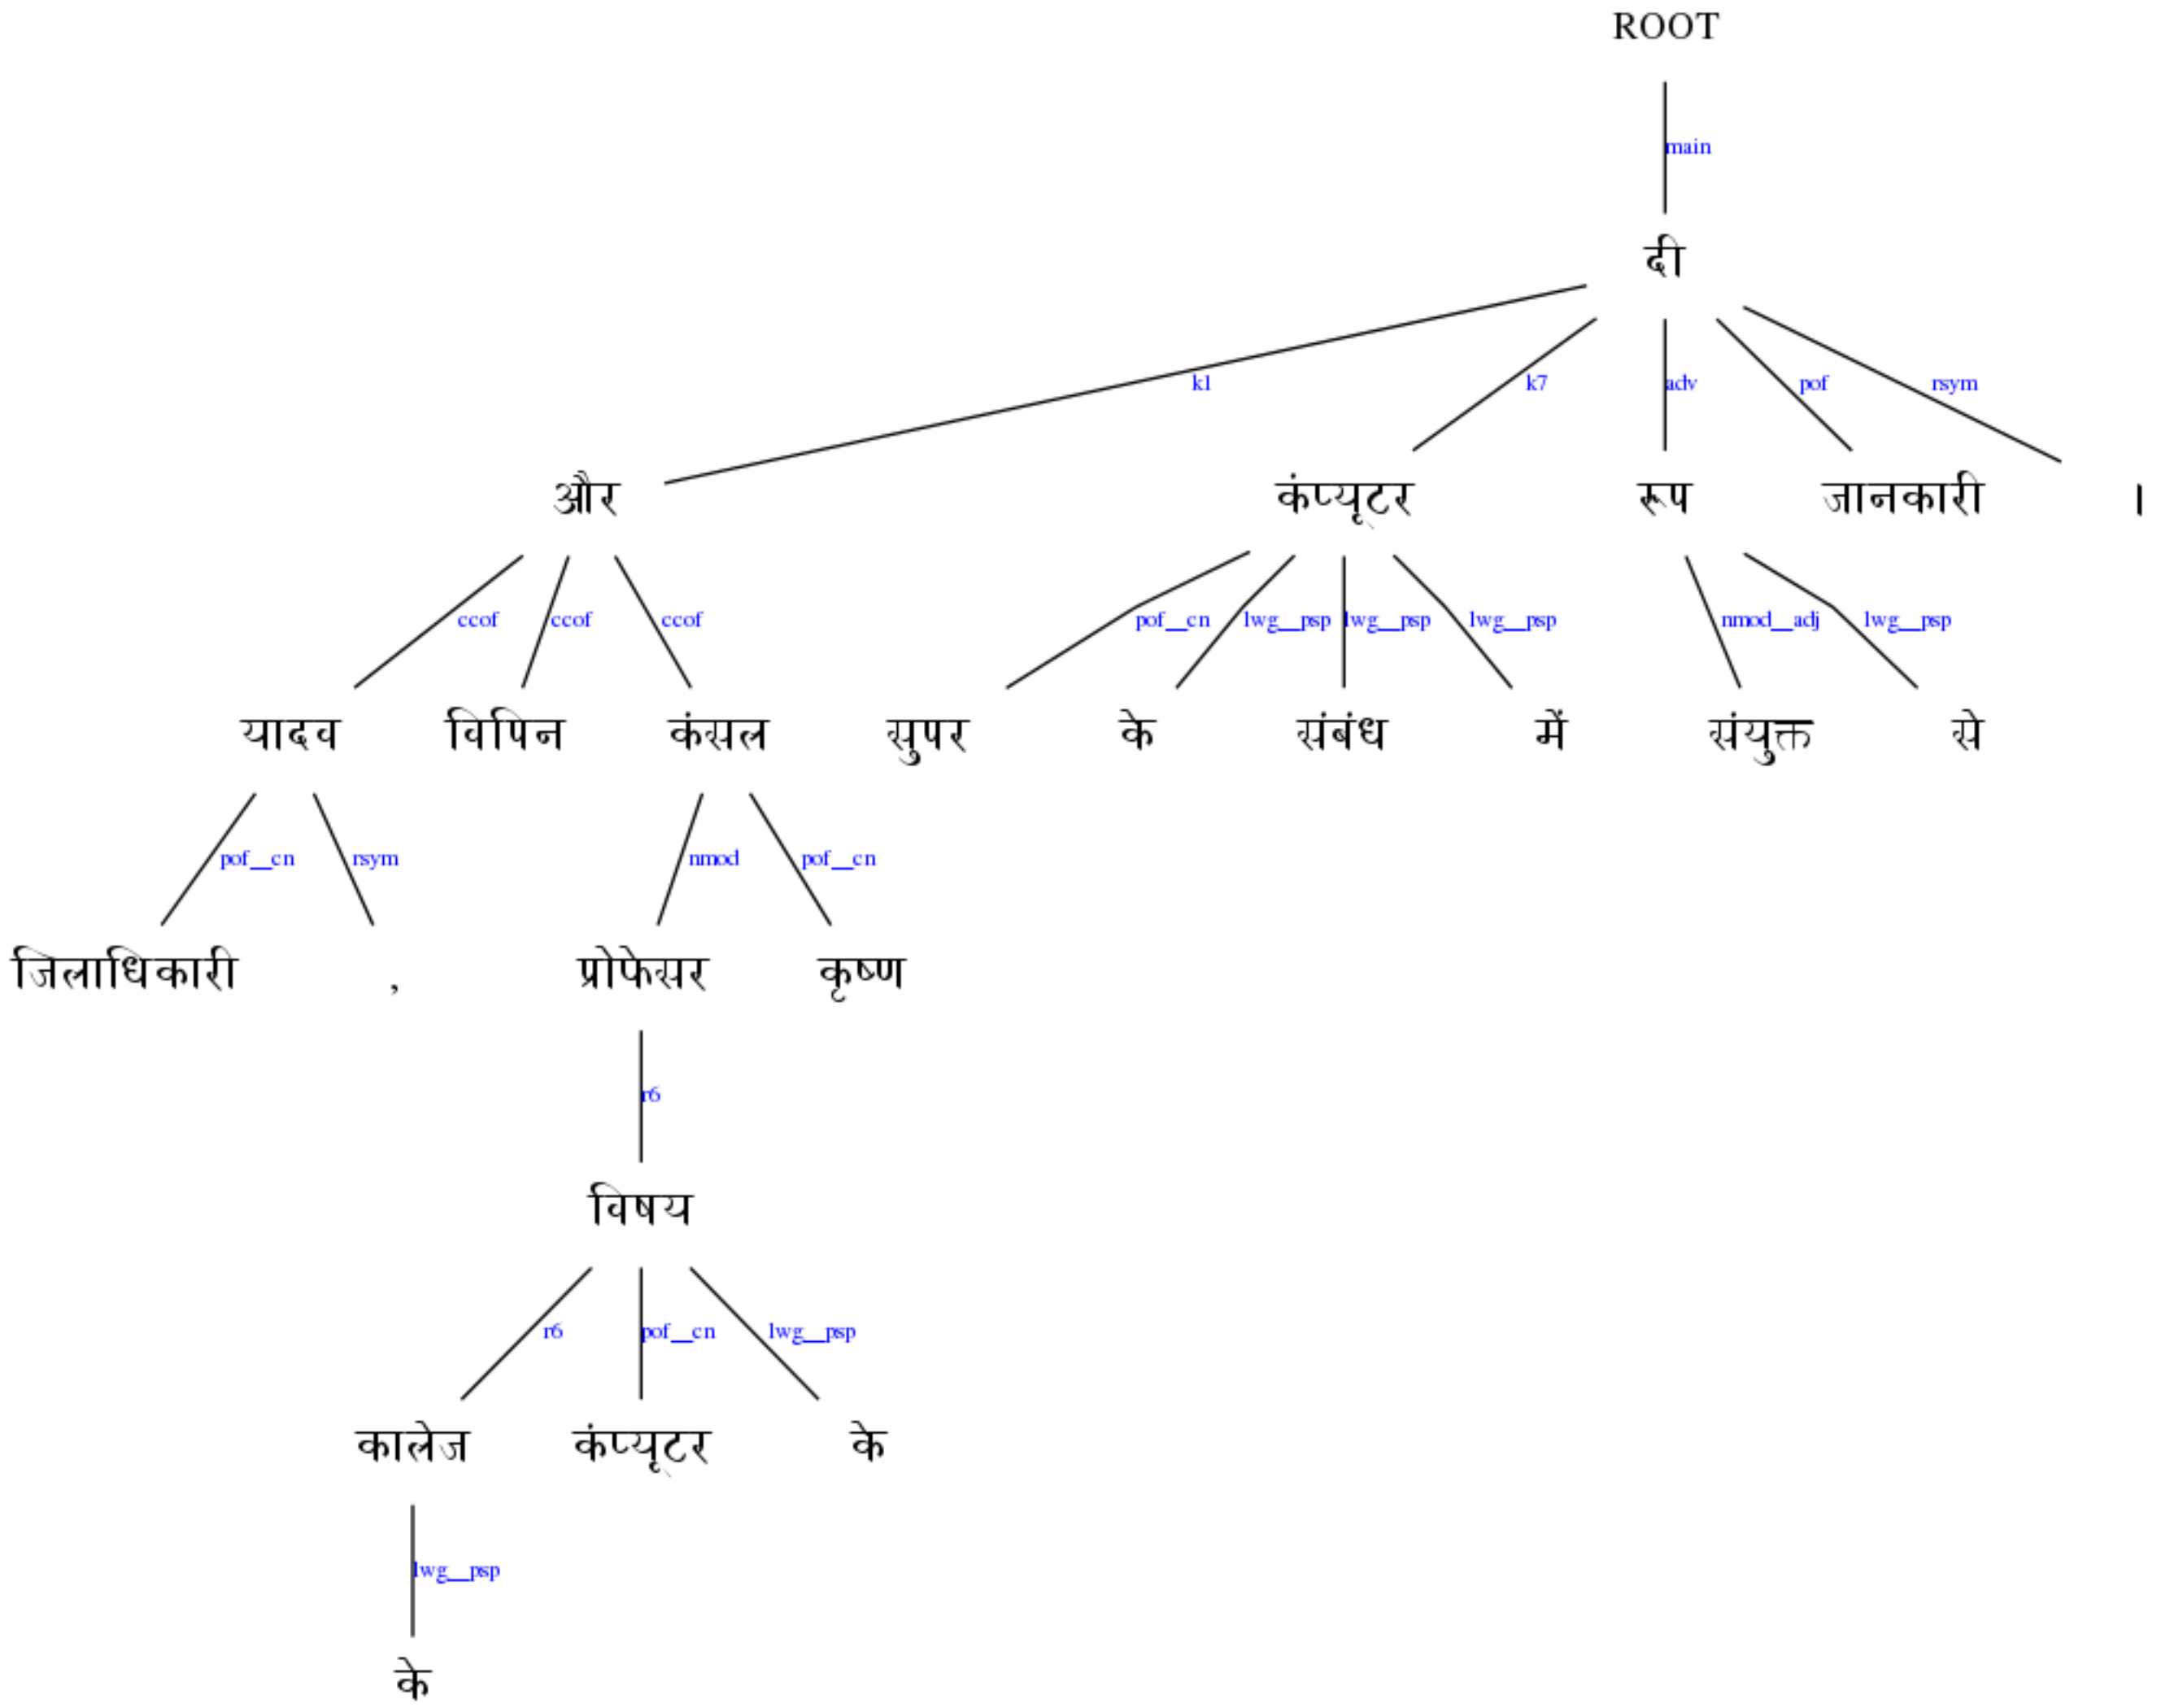 ROOT
main
दी
k1 k7 adv pof rsym
और कंप्यूटर रूप जानकारी ।
ccof ccof ccof pof__cn lwg__psp lwg__psp lwg__psp nmod__adj lwg__psp
यादव विपिन कंसल सुपर के संबंध में संयुक्त से
pof__cn rsym nmod pof__cn
जिलाधिकारी , प्रोफेसर कृष्ण
r6
विषय
r6 pof__cn lwg__psp
कालेज कंप्यूटर के
lwg__psp
के